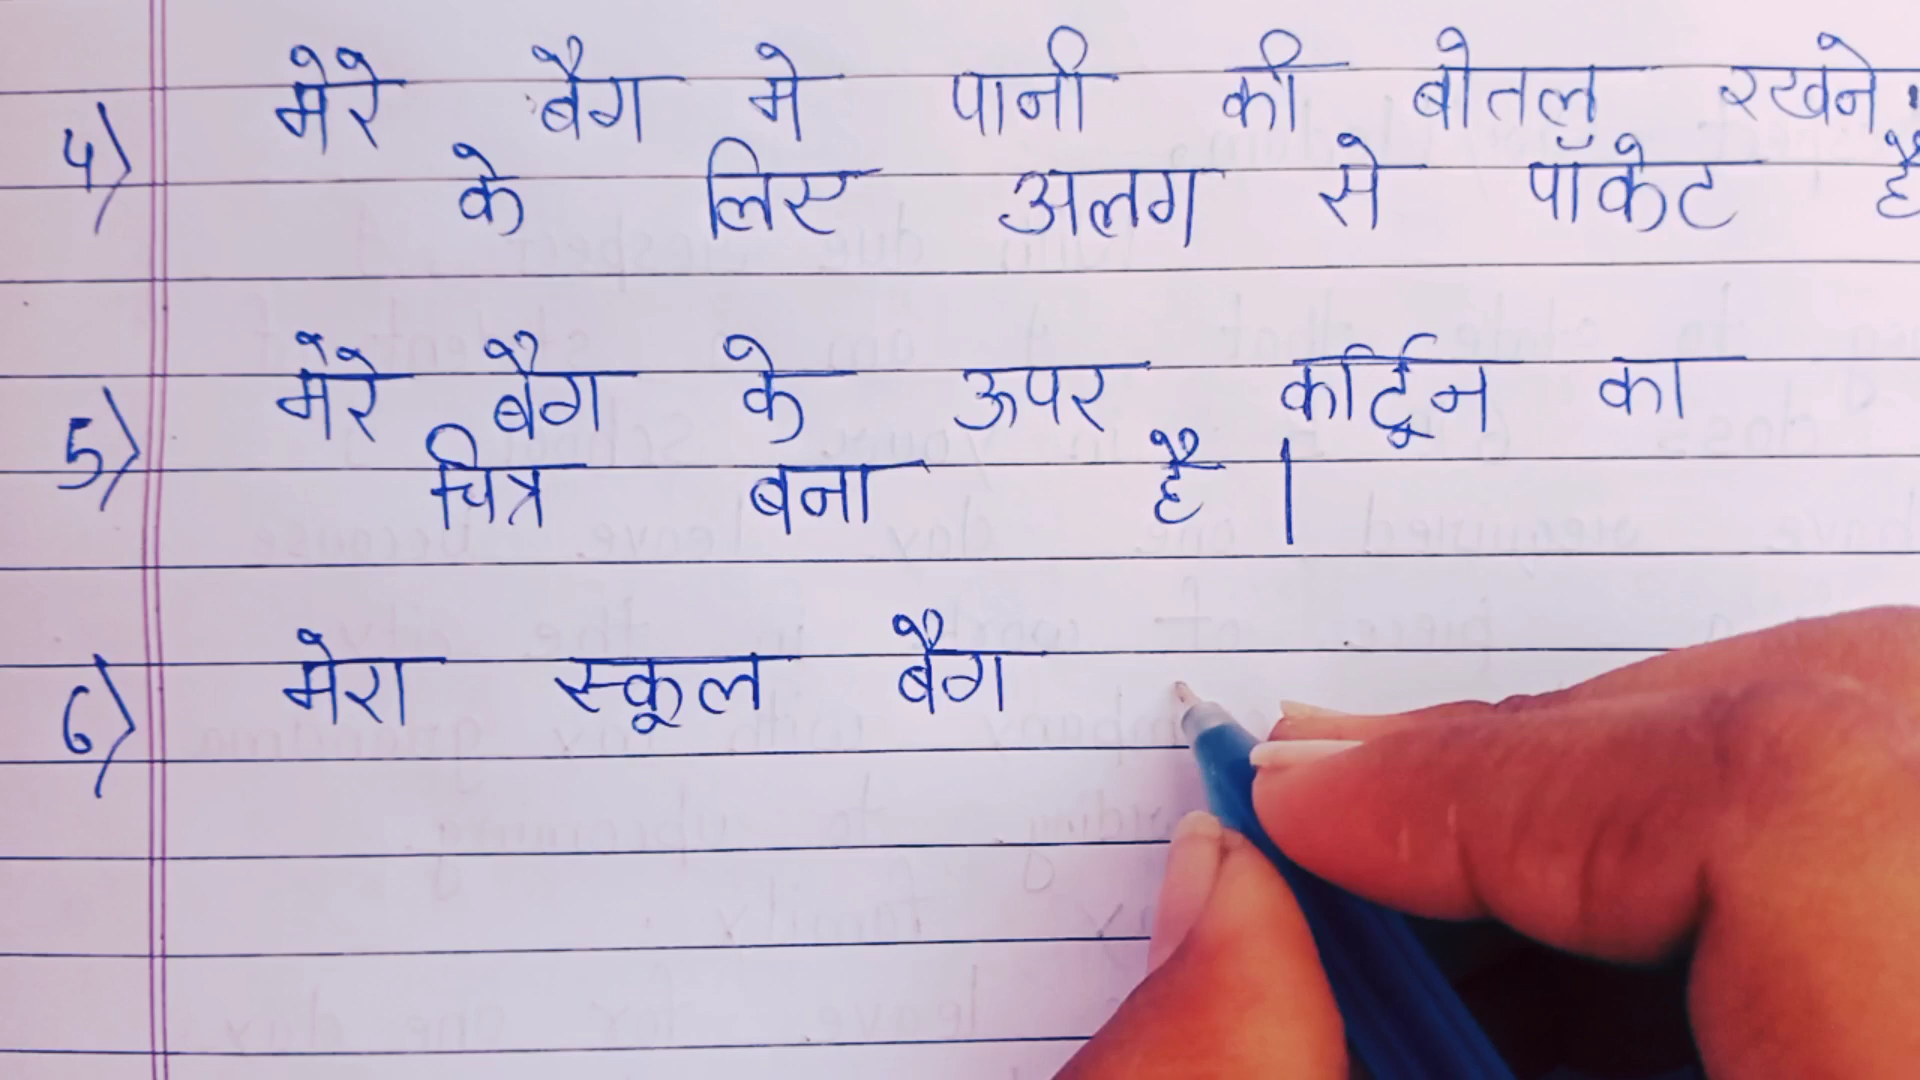 4) मेरे बैग मे पानी की बोतल रखने
के लिए अलग से पॉकेट है
5) मेरे बैग के ऊपर कार्टून का
चित्र बना है |
6) मेरा स्कूल बैग